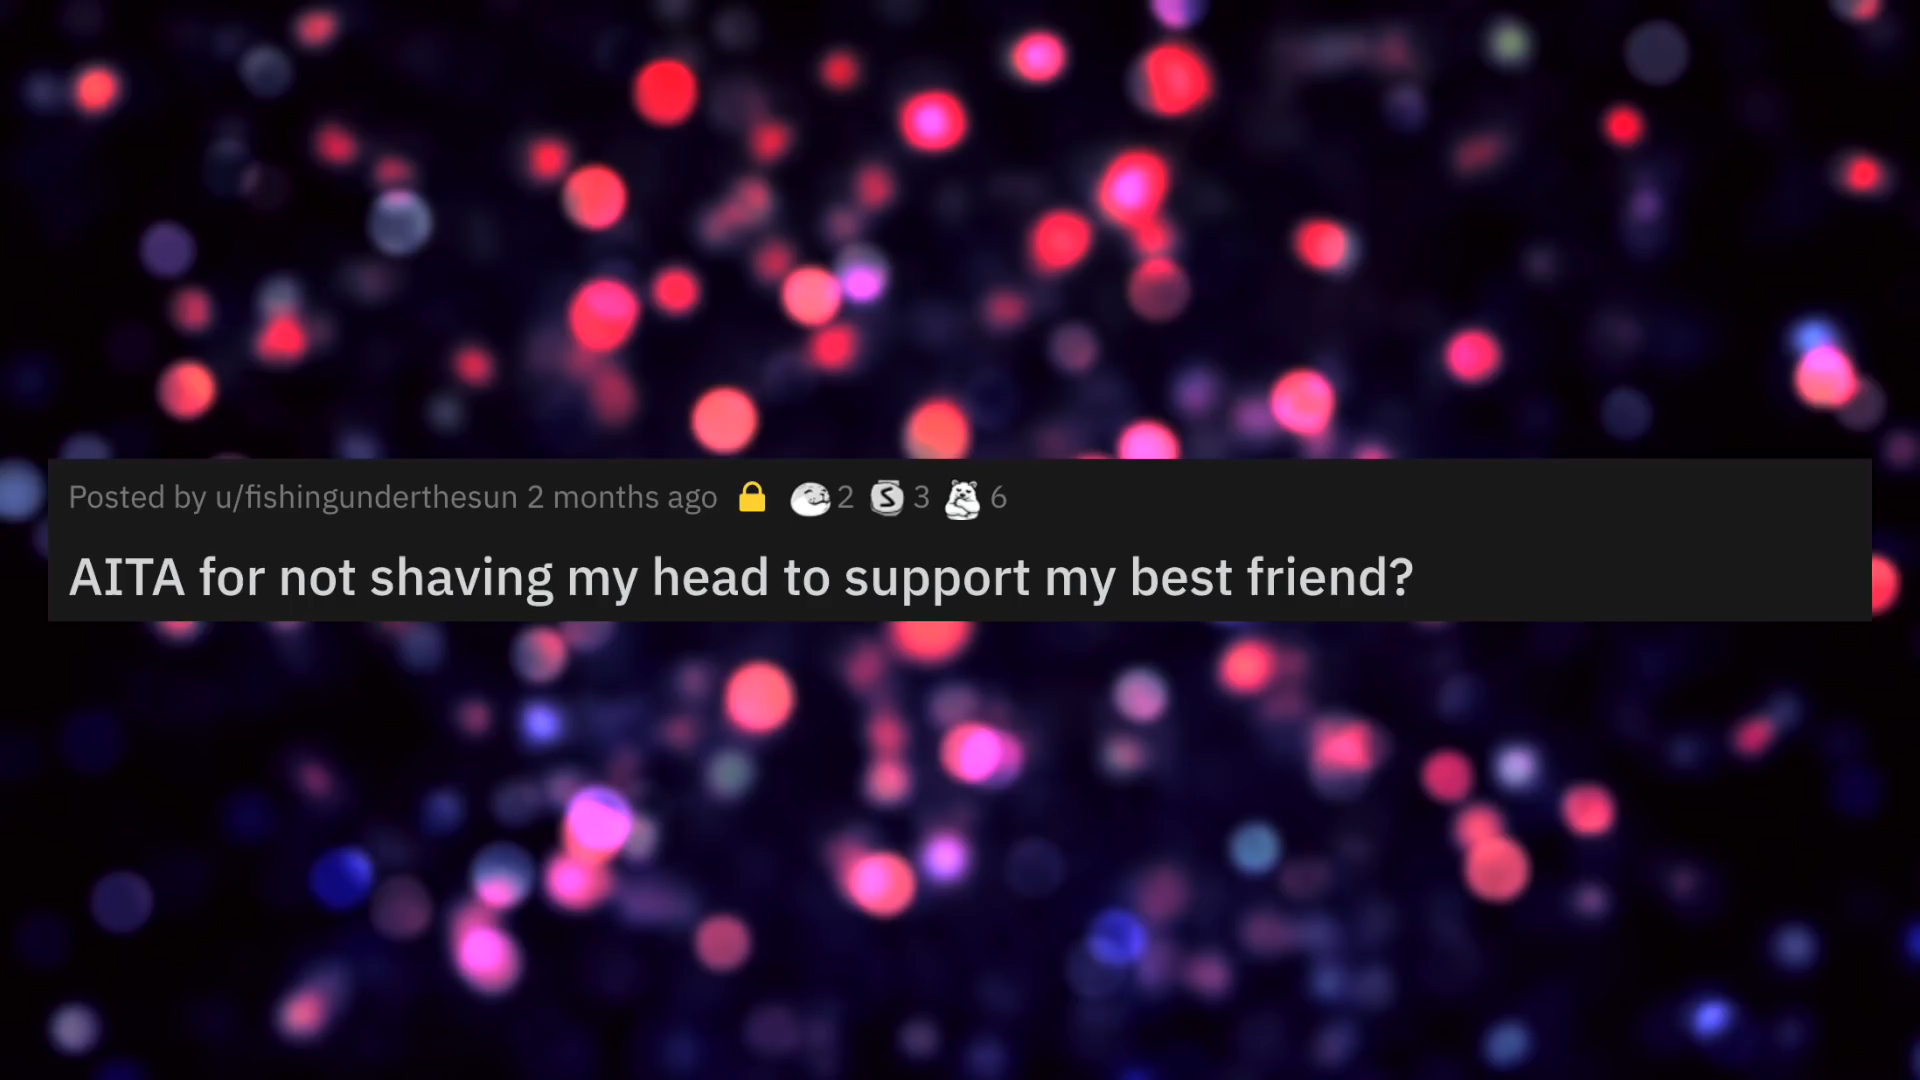 Posted by u/fishingunderthesun 2 months ago 2 S 3 6
AITA for not shaving my head to support my best friend?